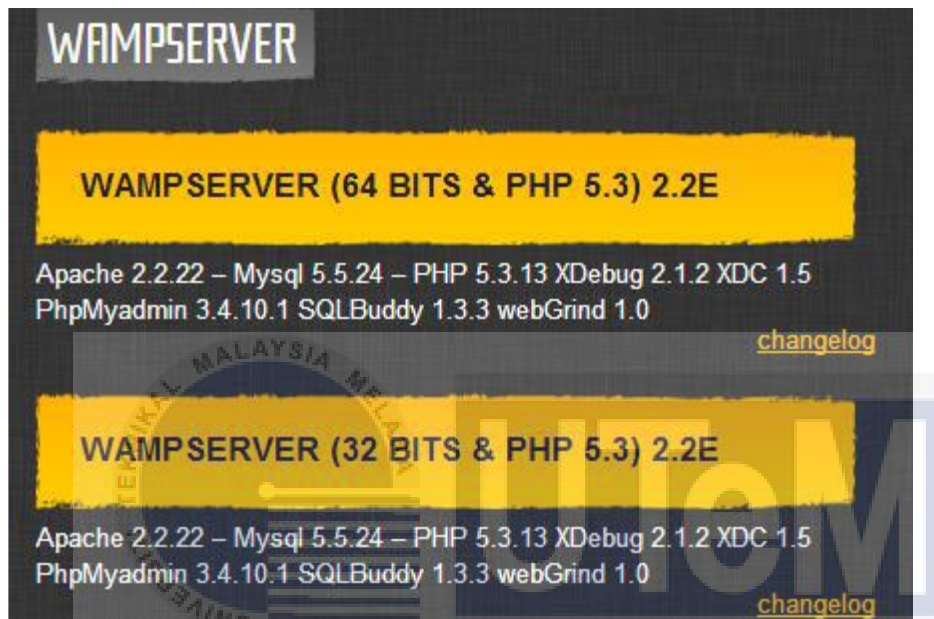 WAMPSERVER
WAMPSERVER (64 BITS & PHP 5.3) 2.2E
Apache 2.2.22 – Mysql 5.5.24 – PHP 5.3.13 XDebug 2.1.2 XDC 1.5
PhpMyadmin 3.4.10.1 SQLBuddy 1.3.3 webGrind 1.0
changelog
WAMPSERVER (32 BITS & PHP 5.3) 2.2E
Apache 2.2.22 – Mysql 5.5.24 – PHP 5.3.13 XDebug 2.1.2 XDC 1.5
PhpMyadmin 3.4.10.1 SQLBuddy 1.3.3 webGrind 1.0
changelog
MALAYSIA
UTeM